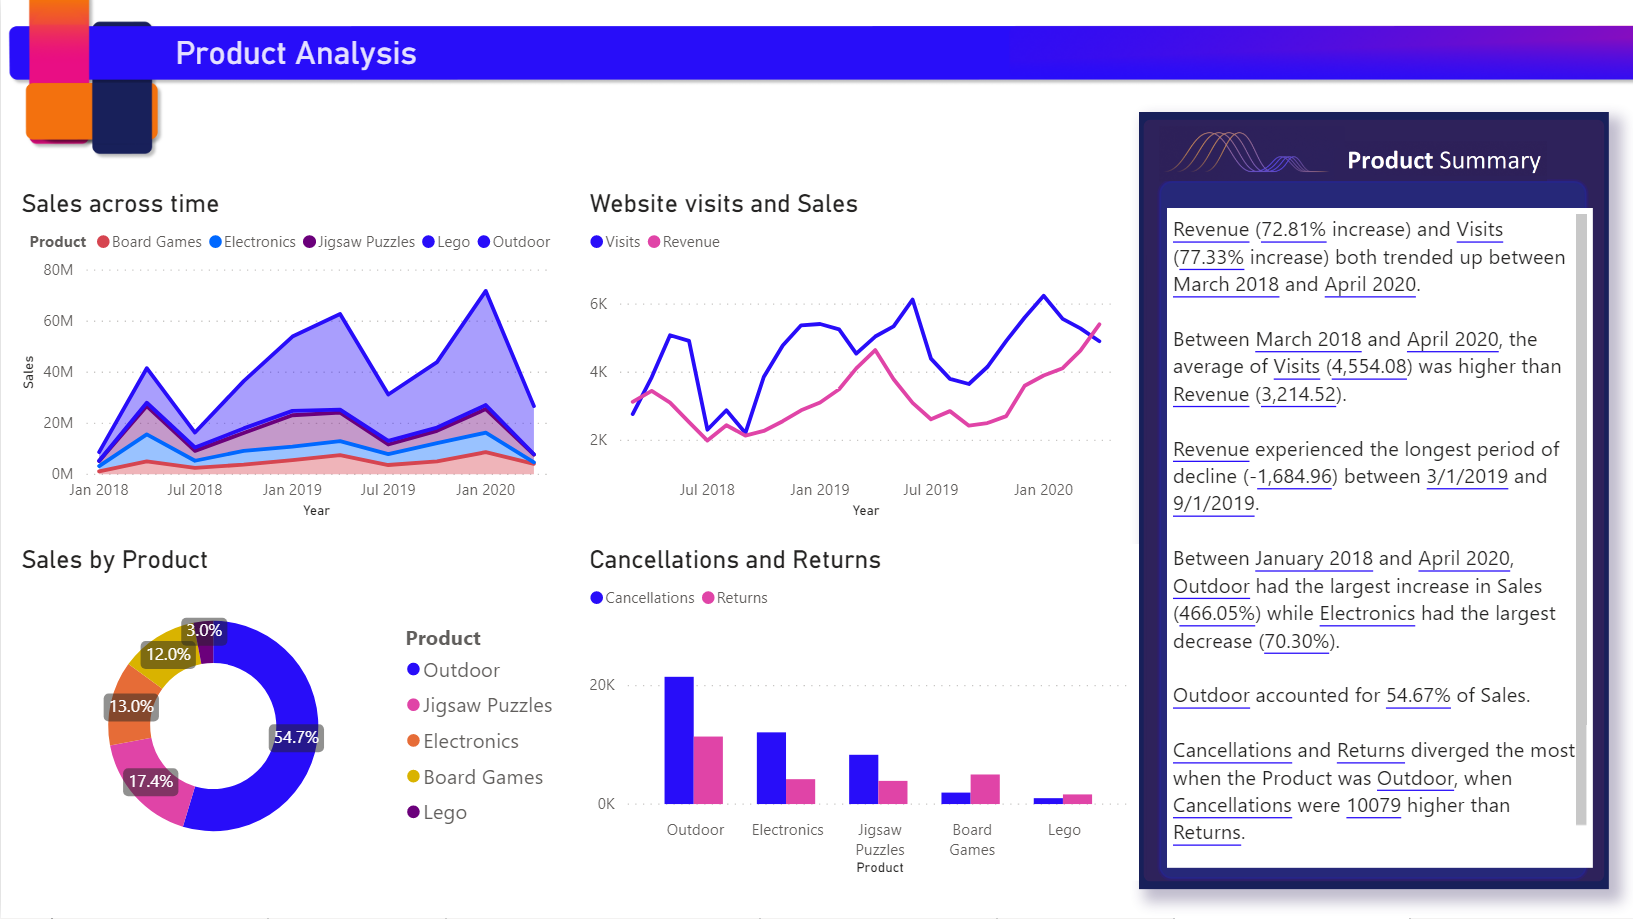 Product Analysis
Sales across time
Product Board Games Electronics Jigsaw Puzzles Lego Outdoor
80M
60M
40M
20M
0M
Sales
Jan 2018 Jul 2018 Jan 2019 Jul 2019 Jan 2020
Year
Website visits and Sales
Visits Revenue
6K
4K
2K
Jul 2018 Jan 2019 Jul 2019 Jan 2020
Year
Sales by Product
3.0%
12.0%
13.0%
54.7%
17.4%
Product
Outdoor
Jigsaw Puzzles
Electronics
Board Games
Lego
Cancellations and Returns
Cancellations Returns
20K
0K
Outdoor Electronics Jigsaw Board Lego
Puzzles Games
Product
Product Summary
Revenue (72.81% increase) and Visits
(77.33% increase) both trended up between
March 2018 and April 2020.
Between March 2018 and April 2020, the
average of Visits (4,554.08) was higher than
Revenue (3,214.52).
Revenue experienced the longest period of
decline (-1,684.96) between 3/1/2019 and
9/1/2019.
Between January 2018 and April 2020,
Outdoor had the largest increase in Sales
(466.05%) while Electronics had the largest
decrease (70.30%).
Outdoor accounted for 54.67% of Sales.
Cancellations and Returns diverged the most
when the Product was Outdoor, when
Cancellations were 10079 higher than
Returns.